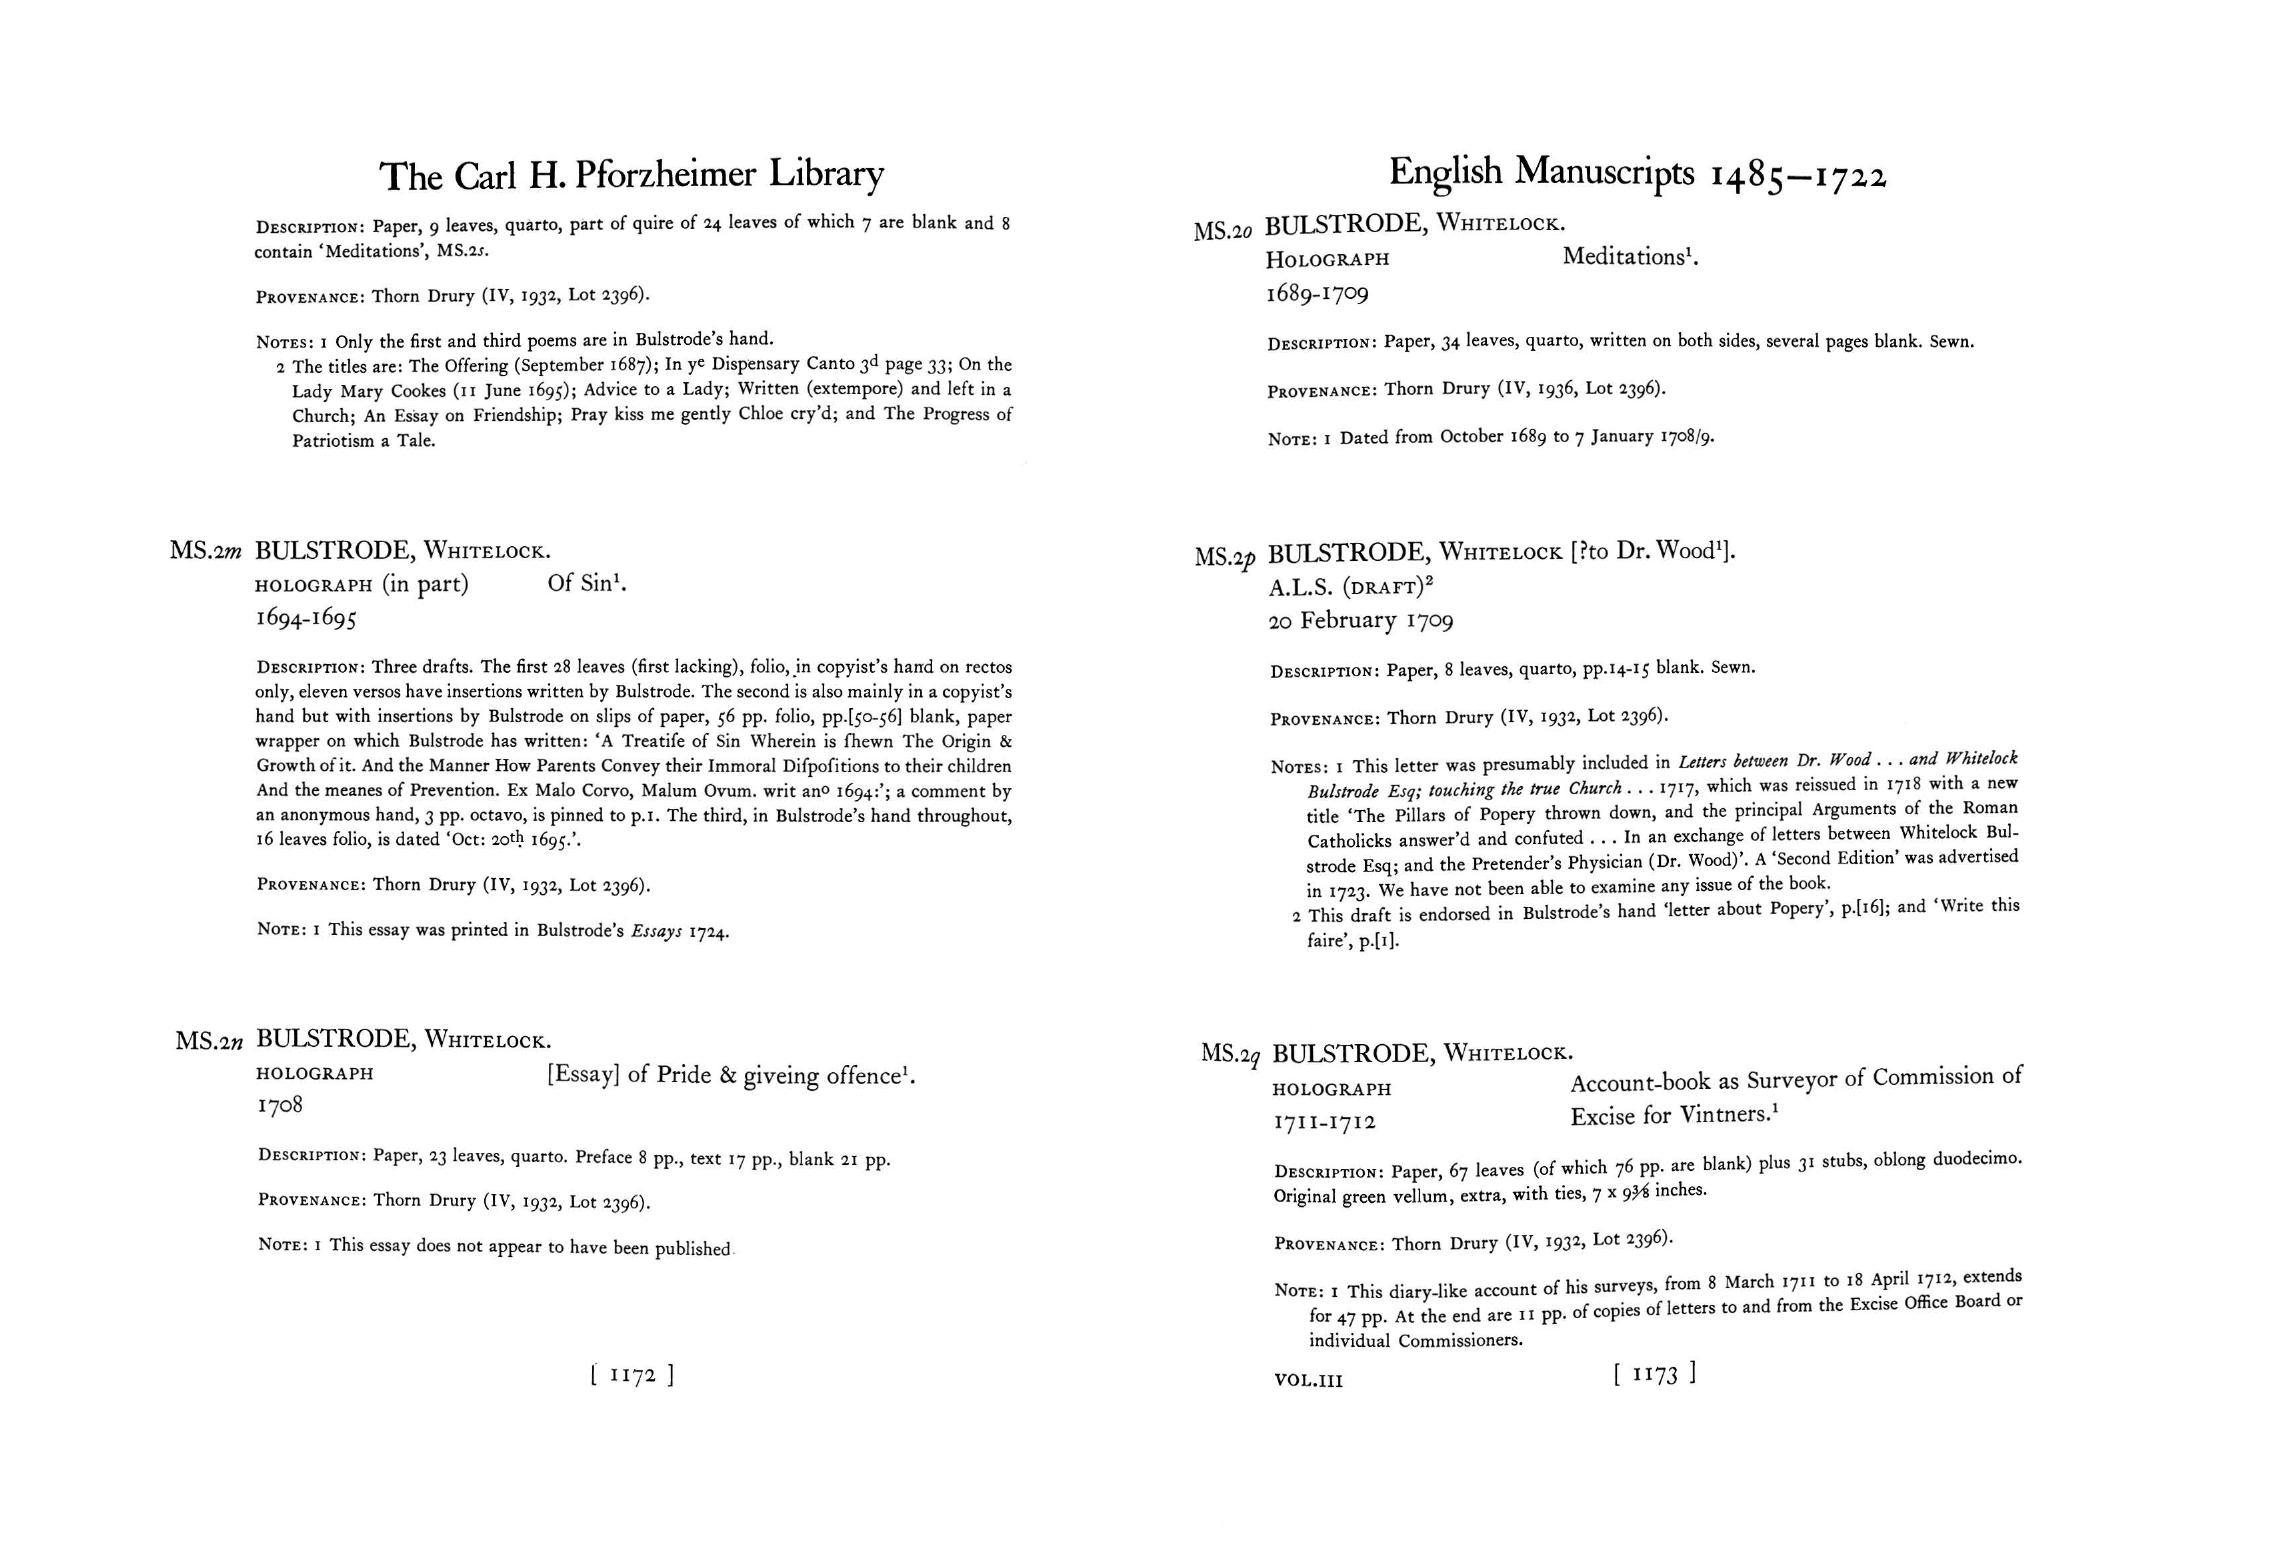 The Carl H. Pforzheimer Library
DESCRIPTION: Paper, 9 leaves, quarto, part of quire of 24 leaves of which 7 are blank and 8
contain ‘Meditations’, MS.2s.
PROVENANCE: Thorn Drury (IV, 1932, Lot 2396).
NOTES: 1 Only the first and third poems are in Bulstrode’s hand.
2 The titles are: The Offering (September 1687); In yᵉ Dispensary Canto 3ᵈ page 33; On the
Lady Mary Cookes (11 June 1695); Advice to a Lady; Written (extempore) and left in a
Church; An Essay on Friendship; Pray kiss me gently Chloe cry’d; and The Progress of
Patriotism a Tale.
MS.2m BULSTRODE, WHITELOCK.
HOLOGRAPH (in part) Of Sin¹.
1694-1695
DESCRIPTION: Three drafts. The first 28 leaves (first lacking), folio, in copyist’s hand on rectos
only, eleven versos have insertions written by Bulstrode. The second is also mainly in a copyist’s
hand but with insertions by Bulstrode on slips of paper, 56 pp. folio, pp.[50-56] blank, paper
wrapper on which Bulstrode has written: ‘A Treatiſe of Sin Wherein is ſhewn The Origin &
Growth of it. And the Manner How Parents Convey their Immoral Diſpoſitions to their children
And the meanes of Prevention. Ex Malo Corvo, Malum Ovum. writ anº 1694:’; a comment by
an anonymous hand, 3 pp. octavo, is pinned to p.1. The third, in Bulstrode’s hand throughout,
16 leaves folio, is dated ‘Oct: 20ᵗʰ 1695.’.
PROVENANCE: Thorn Drury (IV, 1932, Lot 2396).
NOTE: 1 This essay was printed in Bulstrode’s Essays 1724.
MS.2n BULSTRODE, WHITELOCK.
HOLOGRAPH [Essay] of Pride & giveing offence¹.
1708
DESCRIPTION: Paper, 23 leaves, quarto. Preface 8 pp., text 17 pp., blank 21 pp.
PROVENANCE: Thorn Drury (IV, 1932, Lot 2396).
NOTE: 1 This essay does not appear to have been published.
[ 1172 ]
English Manuscripts 1485—1722
MS.2o BULSTRODE, WHITELOCK.
HOLOGRAPH Meditations¹.
1689-1709
DESCRIPTION: Paper, 34 leaves, quarto, written on both sides, several pages blank. Sewn.
PROVENANCE: Thorn Drury (IV, 1936, Lot 2396).
NOTE: 1 Dated from October 1689 to 7 January 1708/9.
MS.2p BULSTRODE, WHITELOCK [?to Dr. Wood¹].
A.L.S. (DRAFT)²
20 February 1709
DESCRIPTION: Paper, 8 leaves, quarto, pp.14-15 blank. Sewn.
PROVENANCE: Thorn Drury (IV, 1932, Lot 2396).
NOTES: 1 This letter was presumably included in Letters between Dr. Wood . . . and Whitelock
Bulstrode Esq; touching the true Church . . . 1717, which was reissued in 1718 with a new
title ‘The Pillars of Popery thrown down, and the principal Arguments of the Roman
Catholicks answer’d and confuted . . . In an exchange of letters between Whitelock Bul-
strode Esq; and the Pretender’s Physician (Dr. Wood)’. A ‘Second Edition’ was advertised
in 1723. We have not been able to examine any issue of the book.
2 This draft is endorsed in Bulstrode’s hand ‘letter about Popery’, p.[16]; and ‘Write this
faire’, p.[1].
MS.2q BULSTRODE, WHITELOCK.
HOLOGRAPH Account-book as Surveyor of Commission of
1711-1712 Excise for Vintners.¹
DESCRIPTION: Paper, 67 leaves (of which 76 pp. are blank) plus 31 stubs, oblong duodecimo.
Original green vellum, extra, with ties, 7 x 9⅜ inches.
PROVENANCE: Thorn Drury (IV, 1932, Lot 2396).
NOTE: 1 This diary-like account of his surveys, from 8 March 1711 to 18 April 1712, extends
for 47 pp. At the end are 11 pp. of copies of letters to and from the Excise Office Board or
individual Commissioners.
VOL.III [ 1173 ]